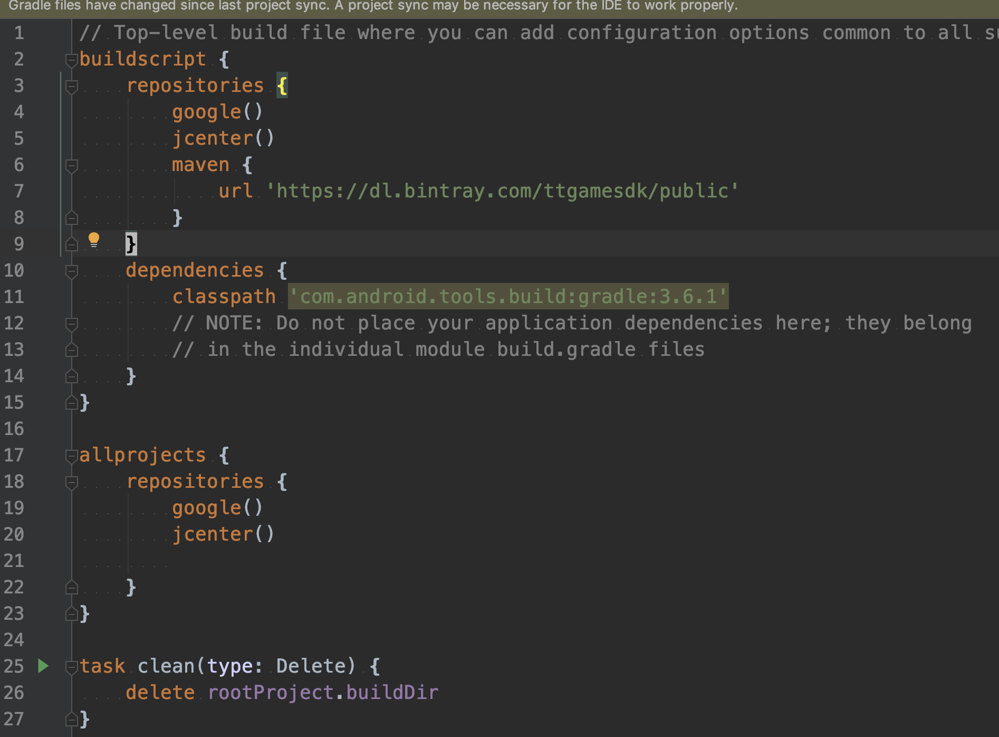 Gradle files have changed since last project sync. A project sync may be necessary for the IDE to work properly.
1 // Top-level build file where you can add configuration options common to all
2 buildscript {
3 repositories {
4 google()
5 jcenter()
6 maven {
7 url 'https://dl.bintray.com/ttgamesdk/public'
8 }
9 }
10 dependencies {
11 classpath 'com.android.tools.build:gradle:3.6.1'
12 // NOTE: Do not place your application dependencies here; they belong
13 // in the individual module build.gradle files
14 }
15 }
16
17 allprojects {
18 repositories {
19 google()
20 jcenter()
21
22 }
23 }
24
25 task clean(type: Delete) {
26 delete rootProject.buildDir
27 }